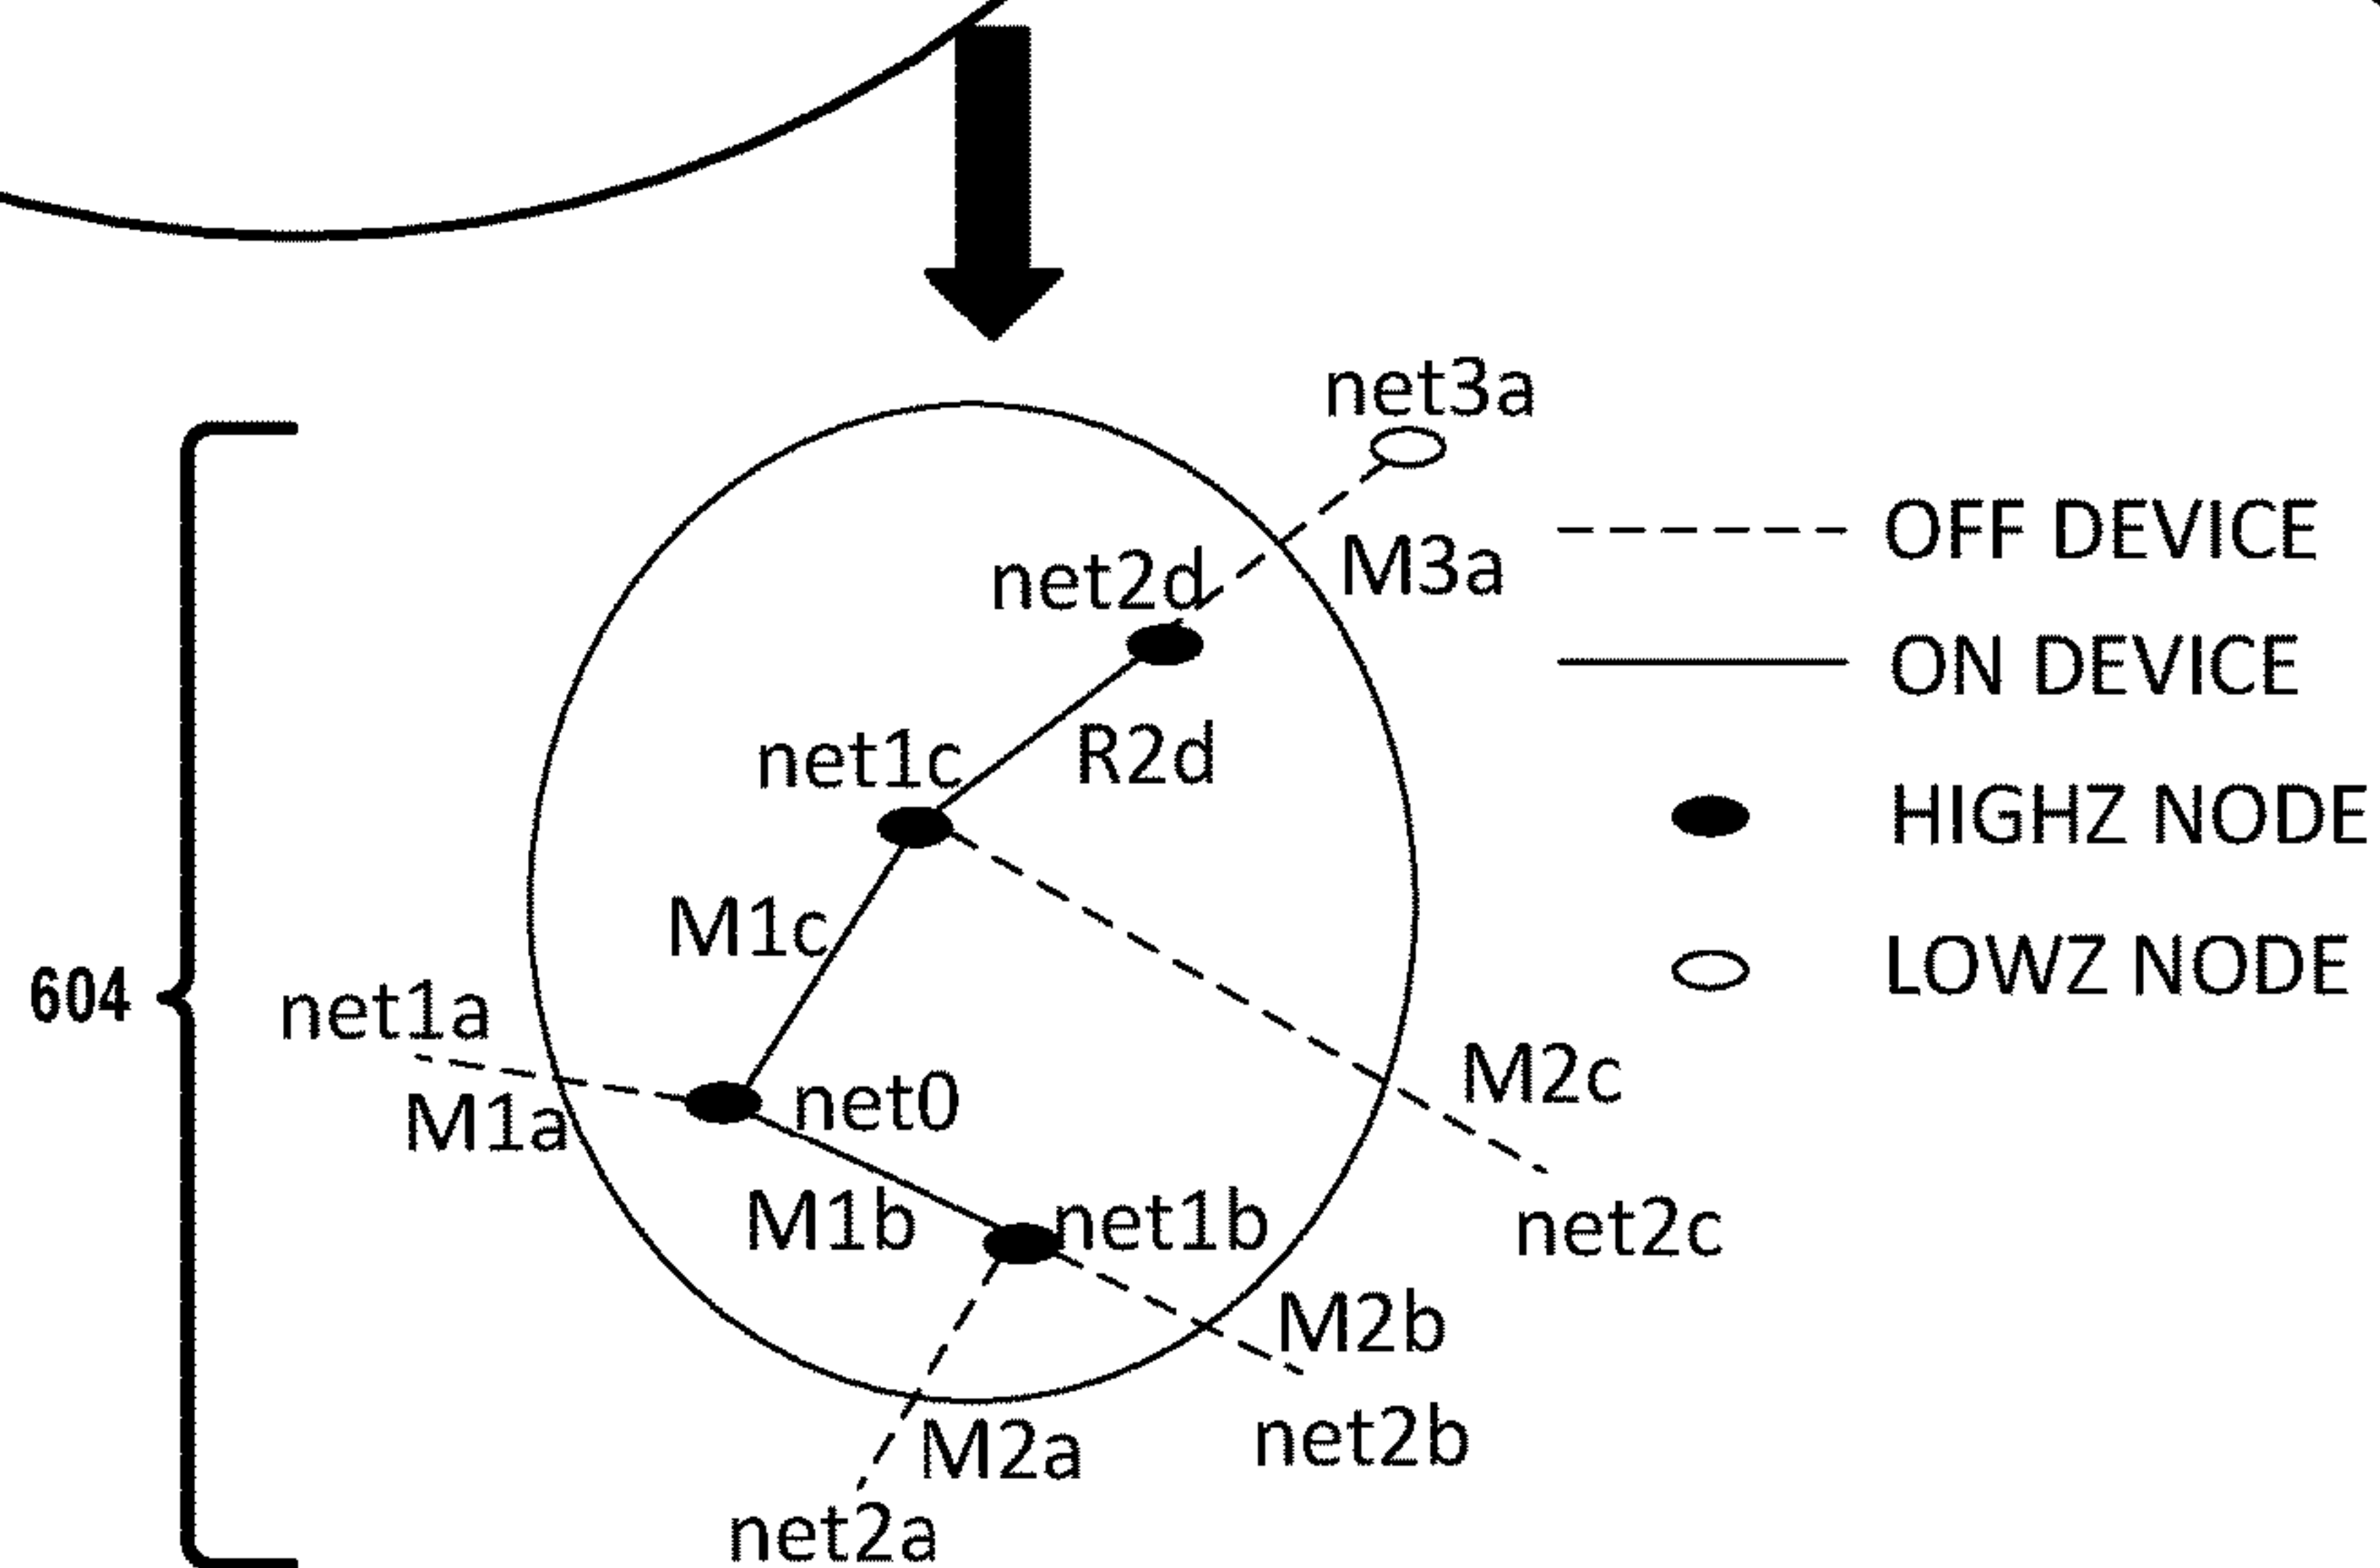 net3a
OFF DEVICE
M3a
net2d
ON DEVICE
R2d
net1c
HIGHZ NODE
M1c
LOWZ NODE
604
net1a
M2c
net0
M1a
M1b
net1b
net2c
M2b
M2a
net2b
net2a